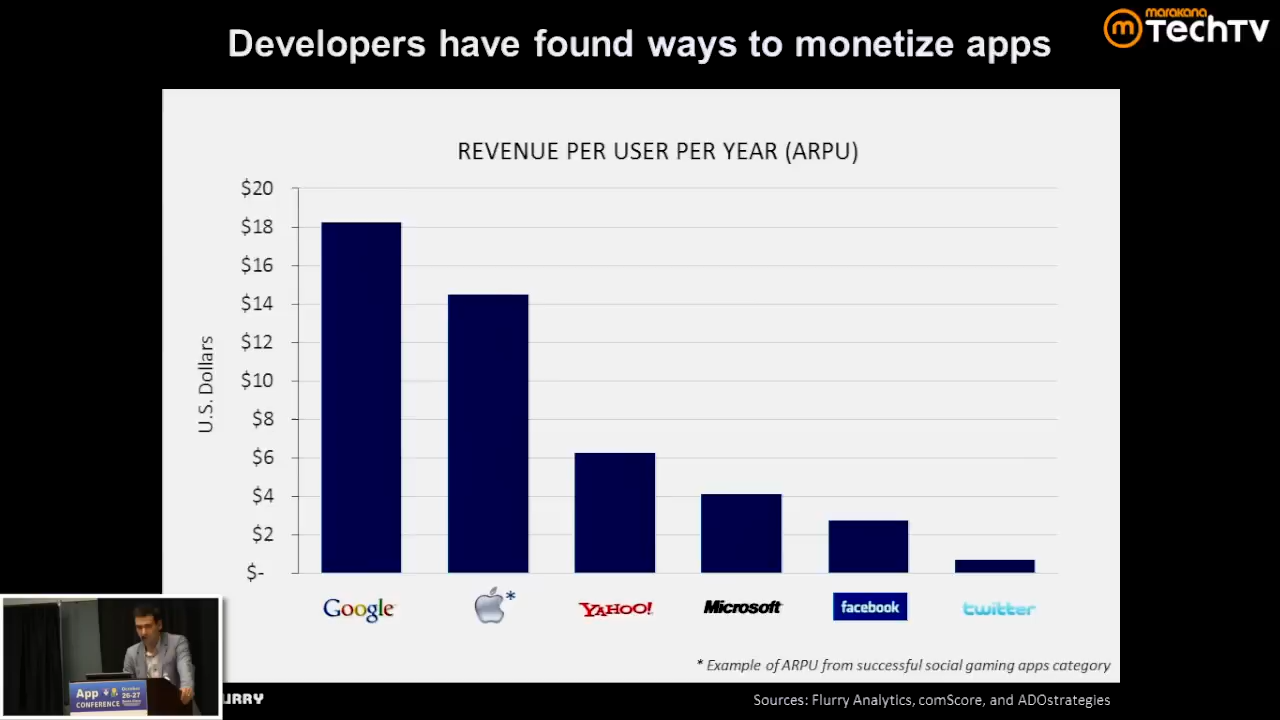 marakana
TechTV
Developers have found ways to monetize apps
REVENUE PER USER PER YEAR (ARPU)
U.S. Dollars
$20
$18
$16
$14
$12
$10
$8
$6
$4
$2
$-
Google
*
YAHOO!
Microsoft
facebook
twitter
* Example of ARPU from successful social gaming apps category
App
CONFERENCE
October
26-27
URRY
Sources: Flurry Analytics, comScore, and ADOstrategies